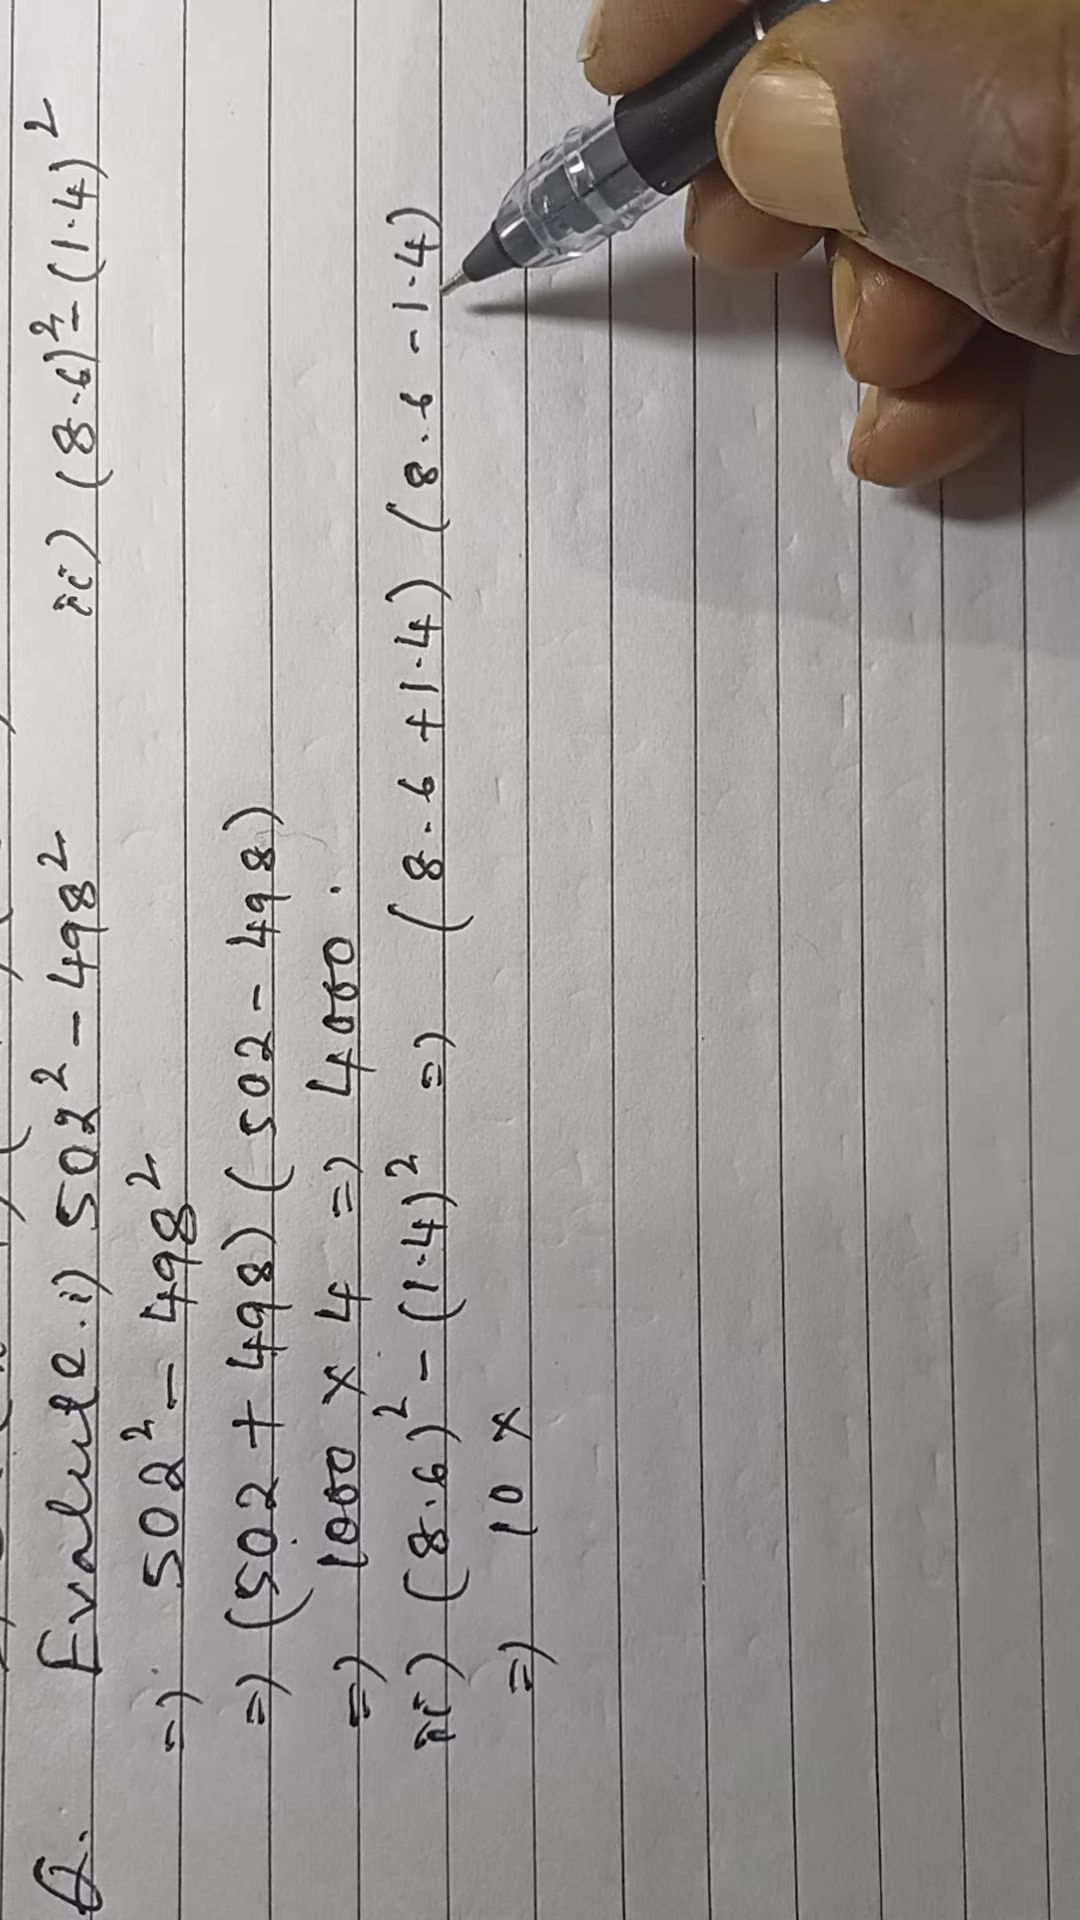 Q. Evalute. i) 502² - 498² ii) (8.6)² - (1.4)²
=) 502² - 498²
=) (502 + 498) (502 - 498)
=) 1000 x 4 =) 4000.
ii) (8.6)² - (1.4)² =) (8.6 + 1.4) (8.6 - 1.4)
=) 10 x